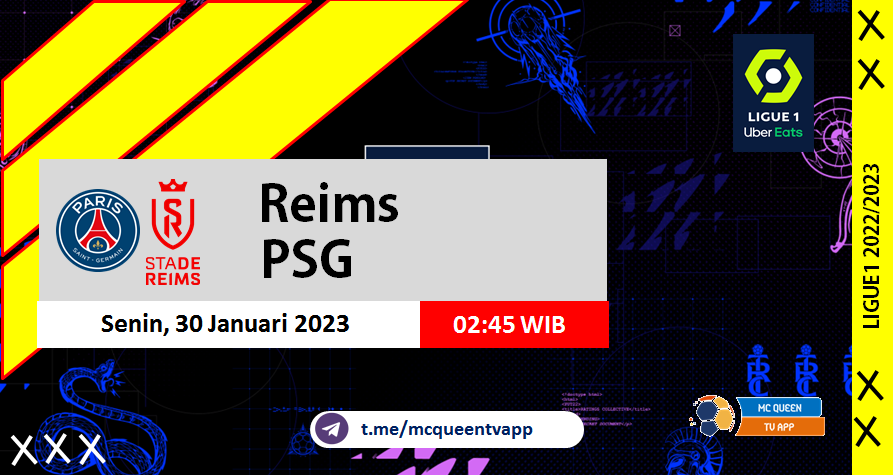 LIGUE 1
Uber Eats
PARIS
SAINT-GERMAIN
STADE
REIMS
Reims
PSG
Senin, 30 Januari 2023
02:45 WIB
LIGUE1 2022/2023
t.me/mcqueentvapp
MC QUEEN
TV APP